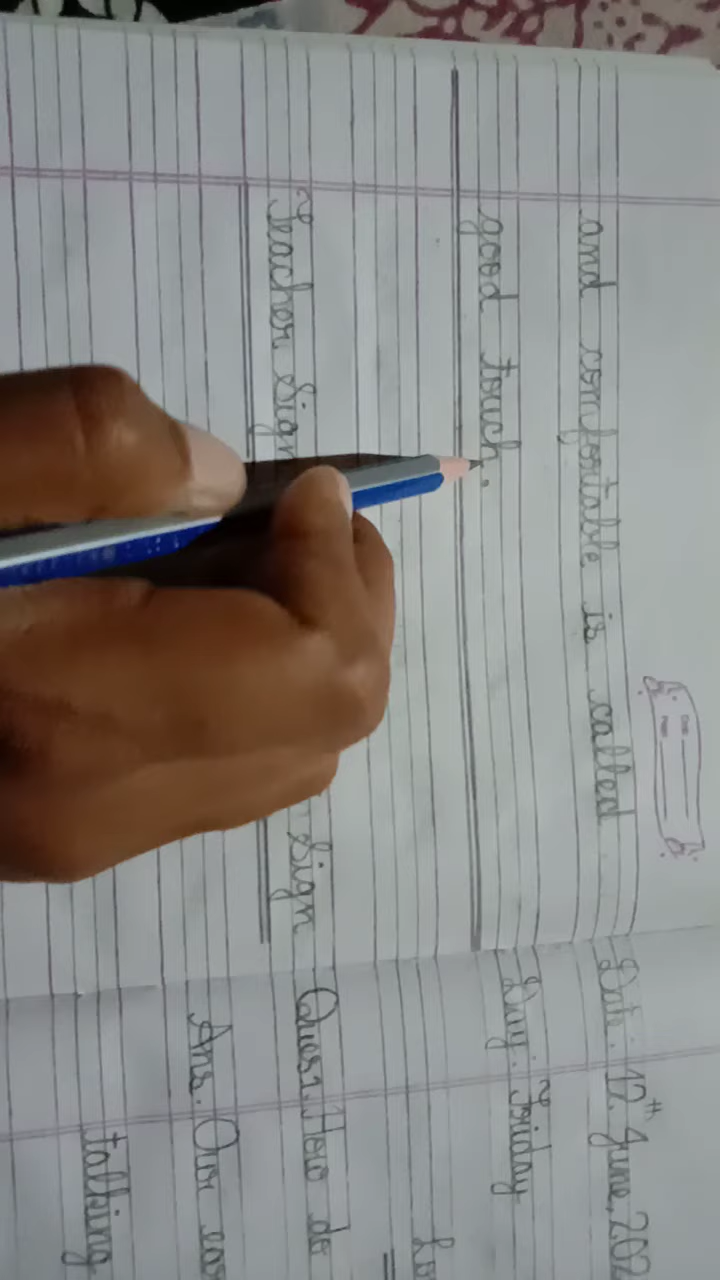 and comfortable is called
good touch.
Teacher Sign
Sign
Date: 12th June, 202
Day: Friday
Ques1. How do
Ans. Our
talking